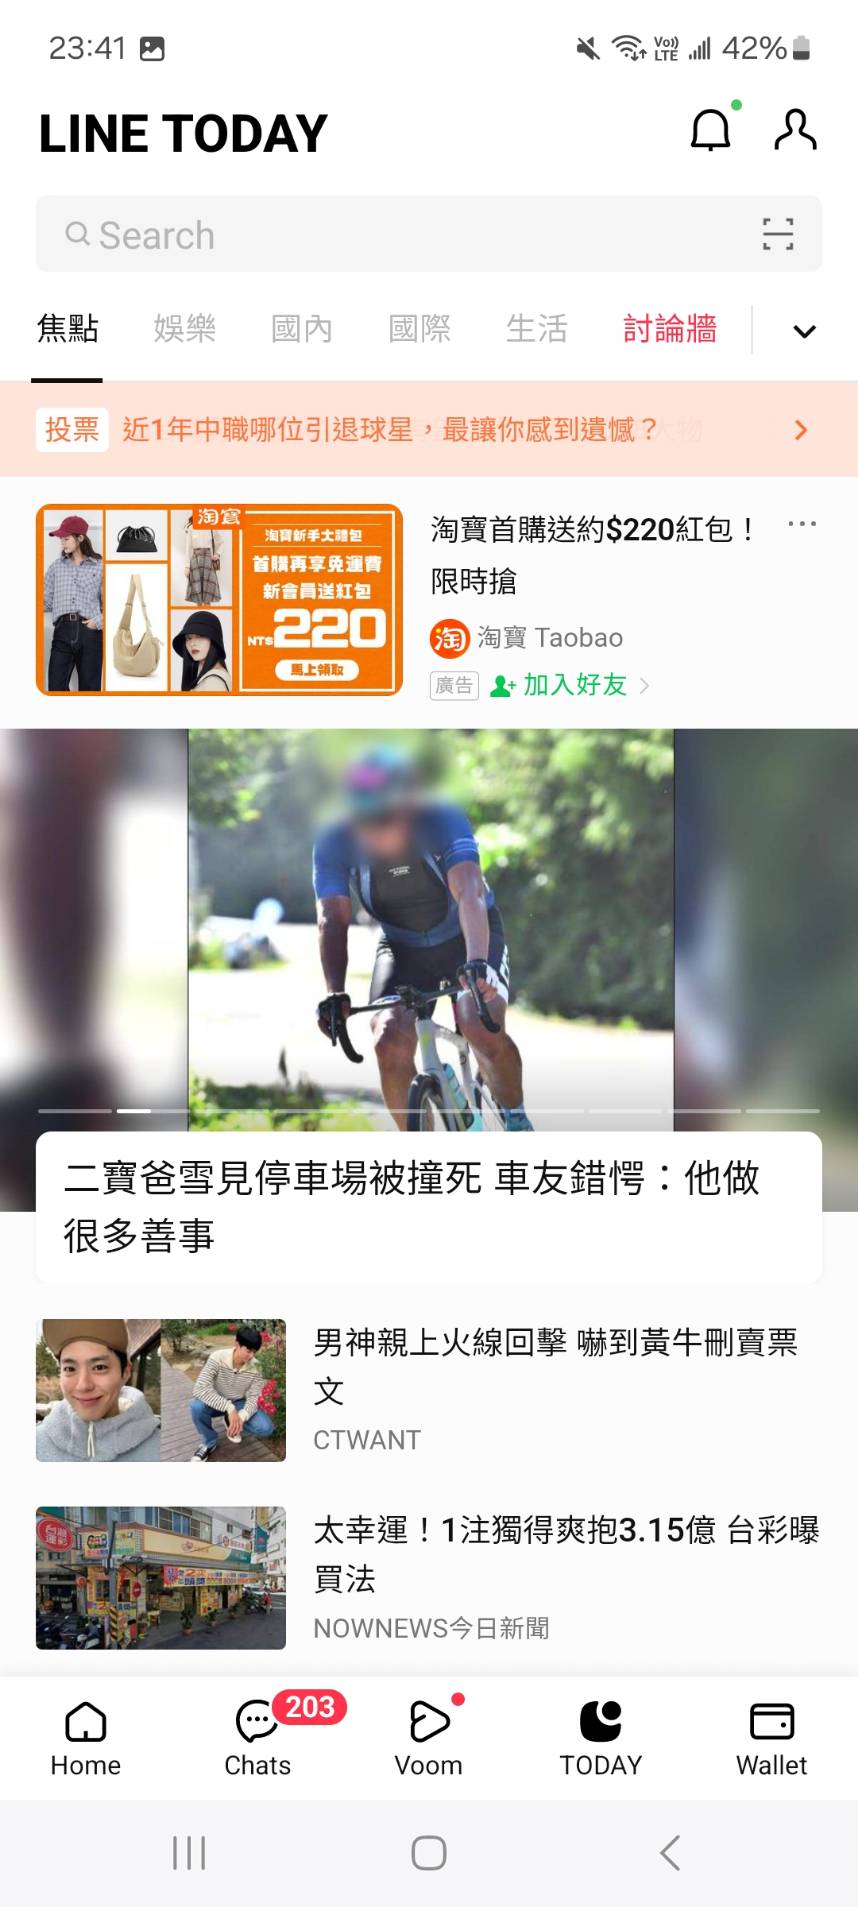 23:41
Vo)) LTE
42%
LINE TODAY
Search
焦點 娛樂 國內 國際 生活 討論牆
投票 近1年中職哪位引退球星，最讓你感到遺憾？
淘寶
淘寶新手大禮包
首購再享免運費
新會員送紅包
NT$220
馬上領取
淘寶首購送約$220紅包！
限時搶
淘 淘寶 Taobao
廣告 加入好友
二寶爸雪見停車場被撞死 車友錯愕：他做
很多善事
男神親上火線回擊 嚇到黃牛刪賣票
文
CTWANT
太幸運！1注獨得爽抱3.15億 台彩曝
買法
NOWNEWS今日新聞
203
Home Chats Voom TODAY Wallet